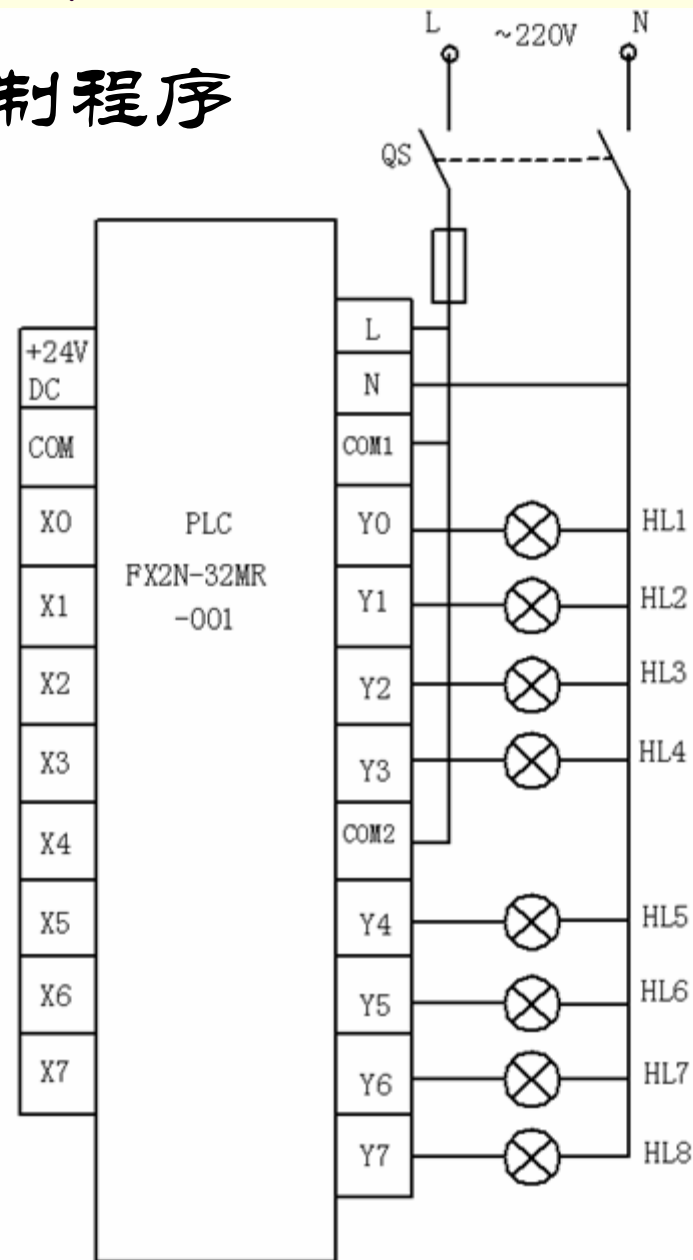 L ~220V N
制程序
QS
+24V
DC
COM
X0
X1
X2
X3
X4
X5
X6
X7
PLC
FX2N-32MR
-001
L
N
COM1
Y0
Y1
Y2
Y3
COM2
Y4
Y5
Y6
Y7
HL1
HL2
HL3
HL4
HL5
HL6
HL7
HL8